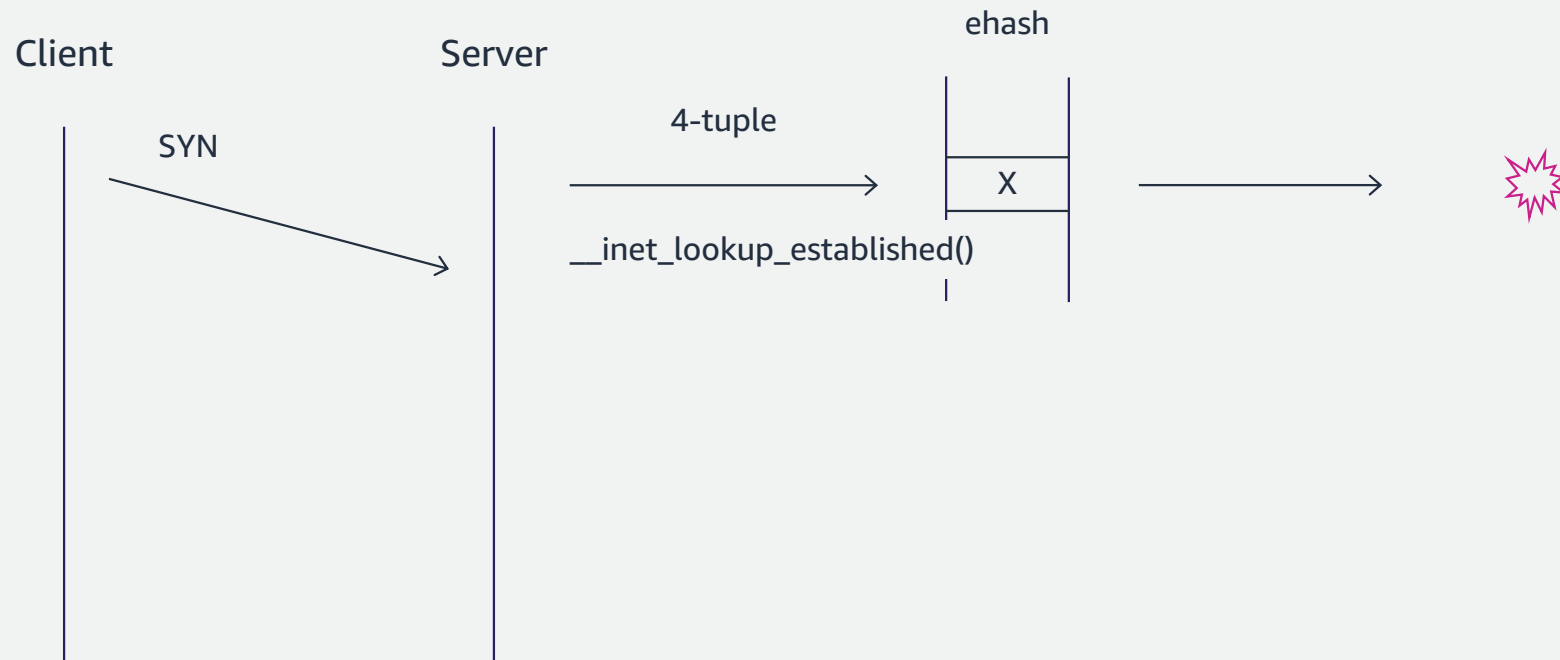 Client
Server
ehash
SYN
4-tuple
X
__inet_lookup_established()